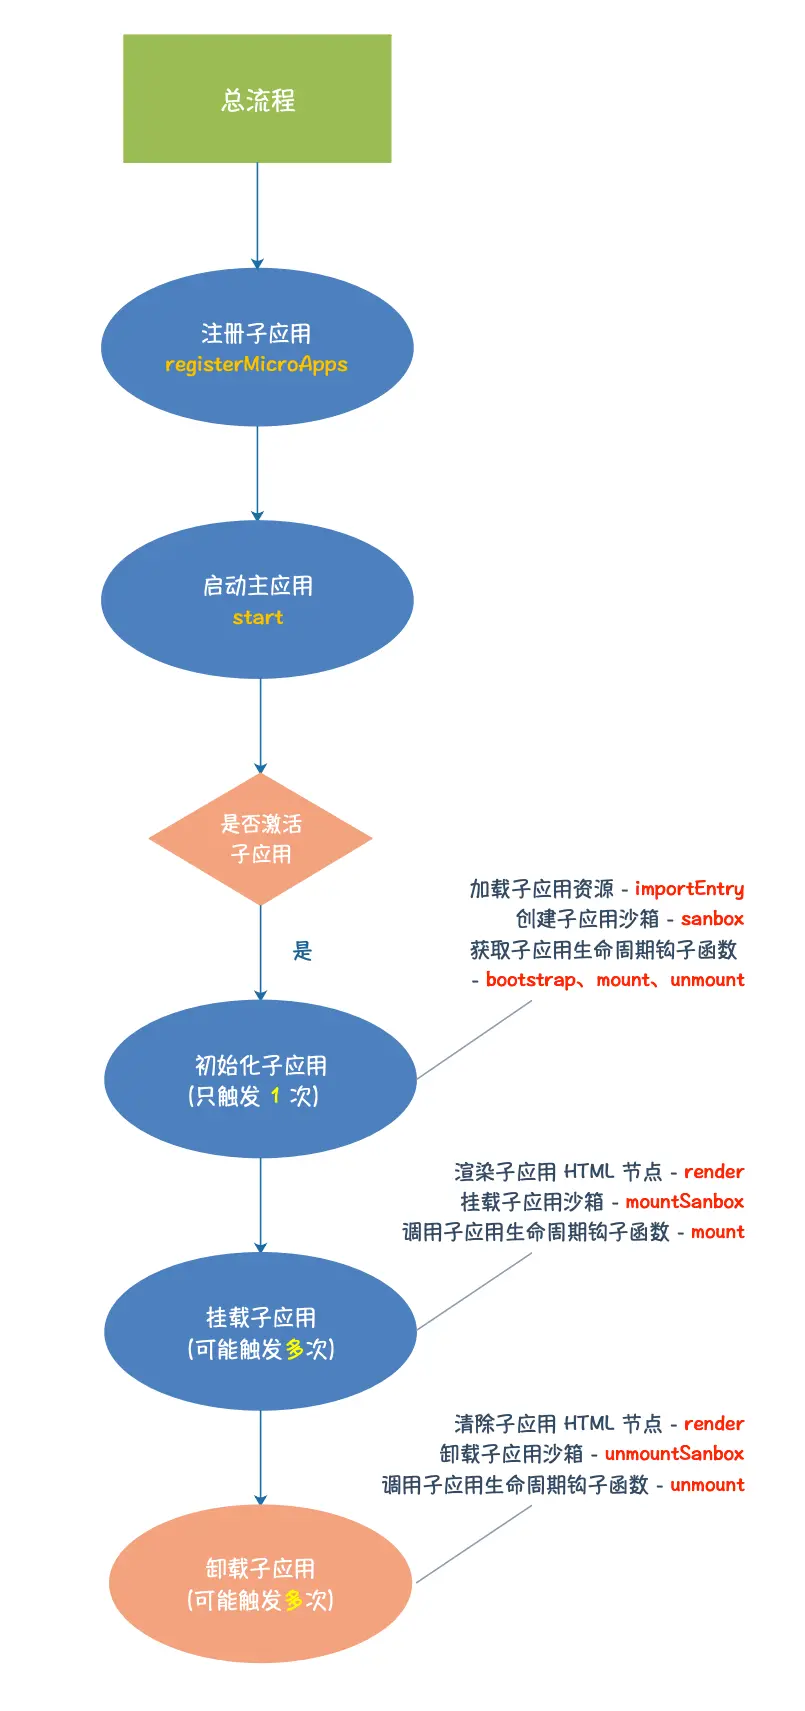 总流程
注册子应用
registerMicroApps
启动主应用
start
是否激活
子应用
是
加载子应用资源 - importEntry
创建子应用沙箱 - sanbox
获取子应用生命周期钩子函数
- bootstrap、mount、unmount
初始化子应用
(只触发 1 次)
渲染子应用 HTML 节点 - render
挂载子应用沙箱 - mountSanbox
调用子应用生命周期钩子函数 - mount
挂载子应用
(可能触发多次)
清除子应用 HTML 节点 - render
卸载子应用沙箱 - unmountSanbox
调用子应用生命周期钩子函数 - unmount
卸载子应用
(可能触发多次)